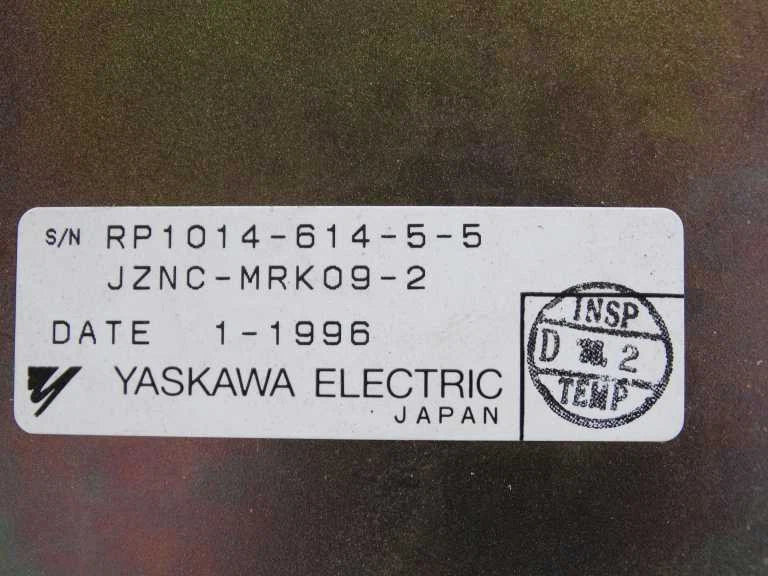 S/N RP1014-614-5-5
JZNC-MRK09-2
DATE 1-1996
YASKAWA ELECTRIC
JAPAN
INSP
D 2
TEMP